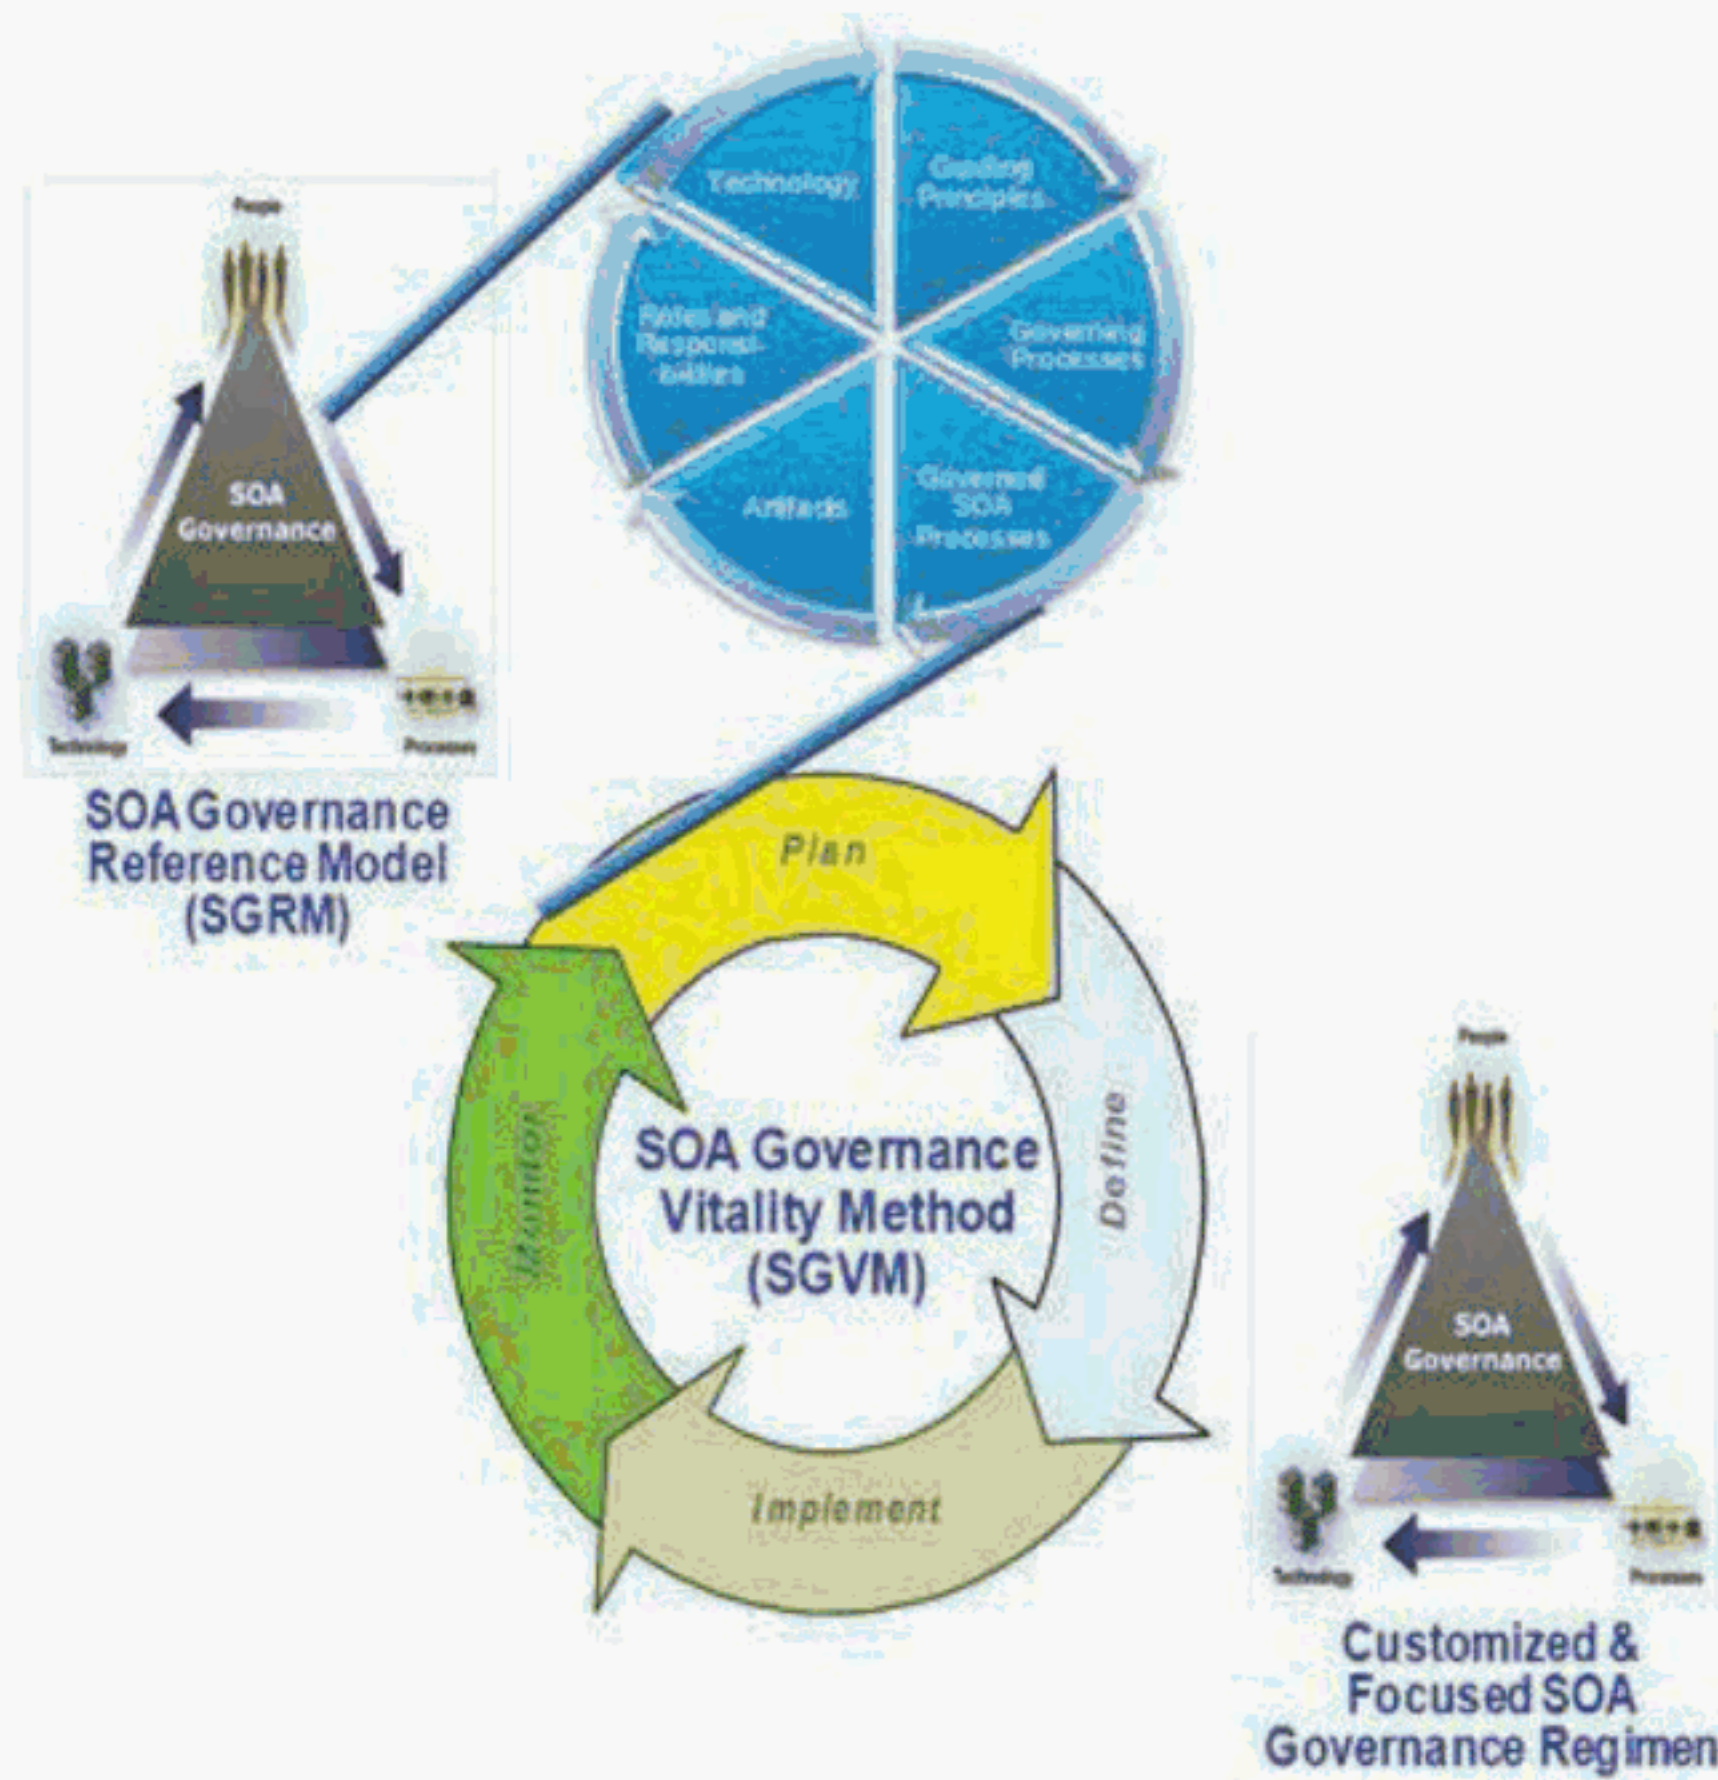 Technology
Guiding
Principles
Roles and
Responsi-
bilities
Governing
Processes
Artifacts
Governed
SOA
Processes
People
SOA
Governance
Technology
Processes
SOA Governance
Reference Model
(SGRM)
Plan
Define
Implement
Monitor
SOA Governance
Vitality Method
(SGVM)
People
SOA
Governance
Technology
Processes
Customized &
Focused SOA
Governance Regimen